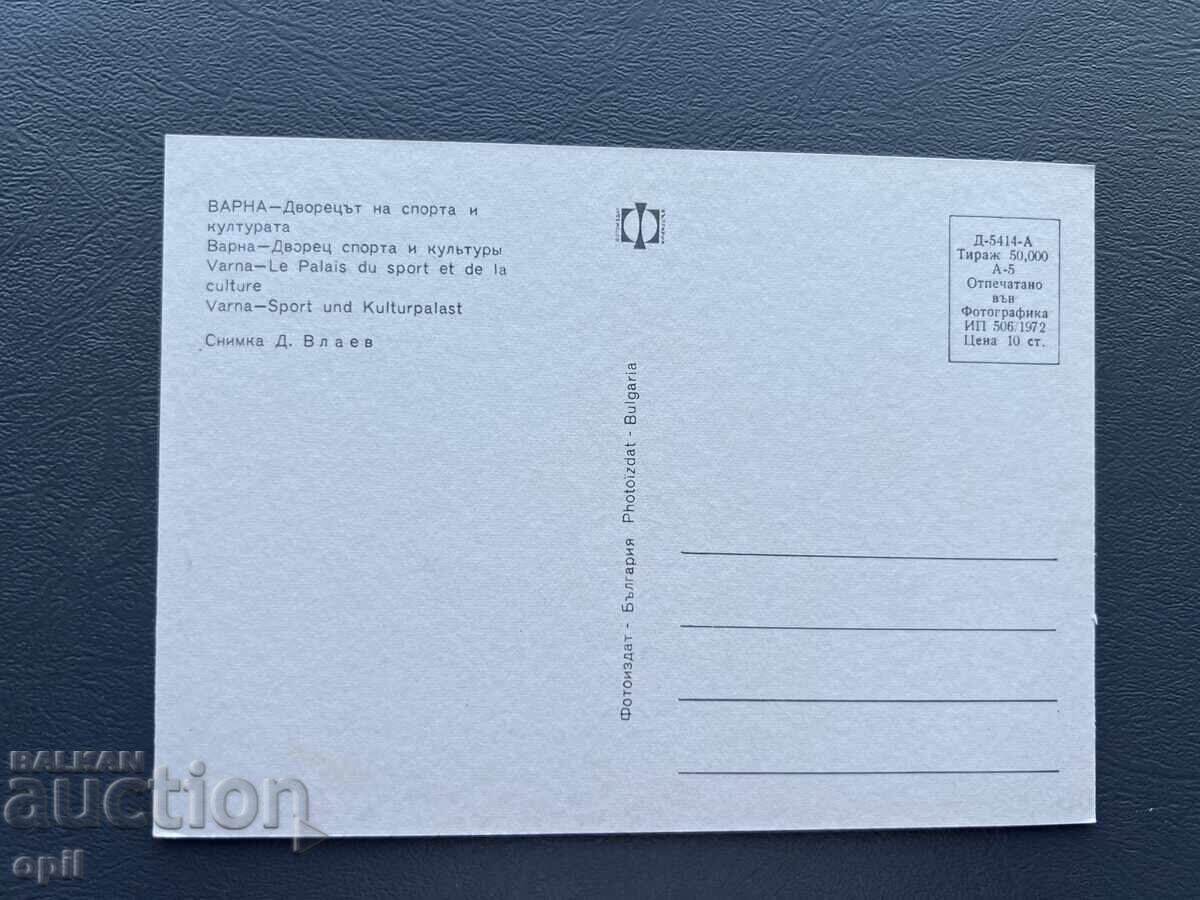 ВАРНА—Дворецът на спорта и
културата
Варна—Дворец спорта и культуры
Varna—Le Palais du sport et de la
culture
Varna—Sport und Kulturpalast
Снимка Д. Влаев
Фотоиздат - България Photoizdat - Bulgaria
Д-5414-А
Тираж 50,000
А-5
Отпечатано
във
Фотографика
ИП 506/1972
Цена 10 ст.
BALKAN
auction
opil